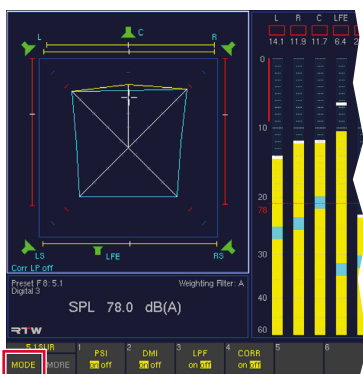 L C R
LS LFE RS
Corr LP off
Preset F 8: 5.1 Weighting Filter: A
Digital 3
SPL 78.0 dB(A)
RTW
L R C LFE
14.1 11.9 11.7 6.4 2
0
10
20
78
30
40
60
5.1SUR 1 2 3 4 5 6
PSI DMI LPF CORR
MODE MORE on off on off on off on off